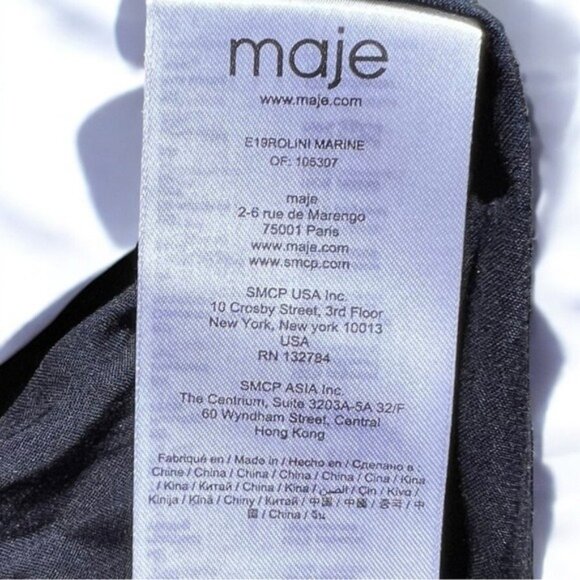 maje
www.maje.com
E19ROLINI MARINE
OF: 105307
maje
2-6 rue de Marengo
75001 Paris
www.maje.com
www.smcp.com
SMCP USA Inc.
10 Crosby Street, 3rd Floor
New York, New york 10013
USA
RN 132784
SMCP ASIA Inc.
The Centrium, Suite 3203A-5A 32/F
60 Wyndham Street, Central
Hong Kong
Fabriqué en / Made in / Hecho en / Сделано в :
Chine / China / China / China / China / Cina / Kina
/ Kina / Китай / China / Kina / الصين / Çin / Kiva /
Kinija / Ķīnā / Chiny / Китай / 中国 / 中國 / 중국 / 中
国 / China / จีน